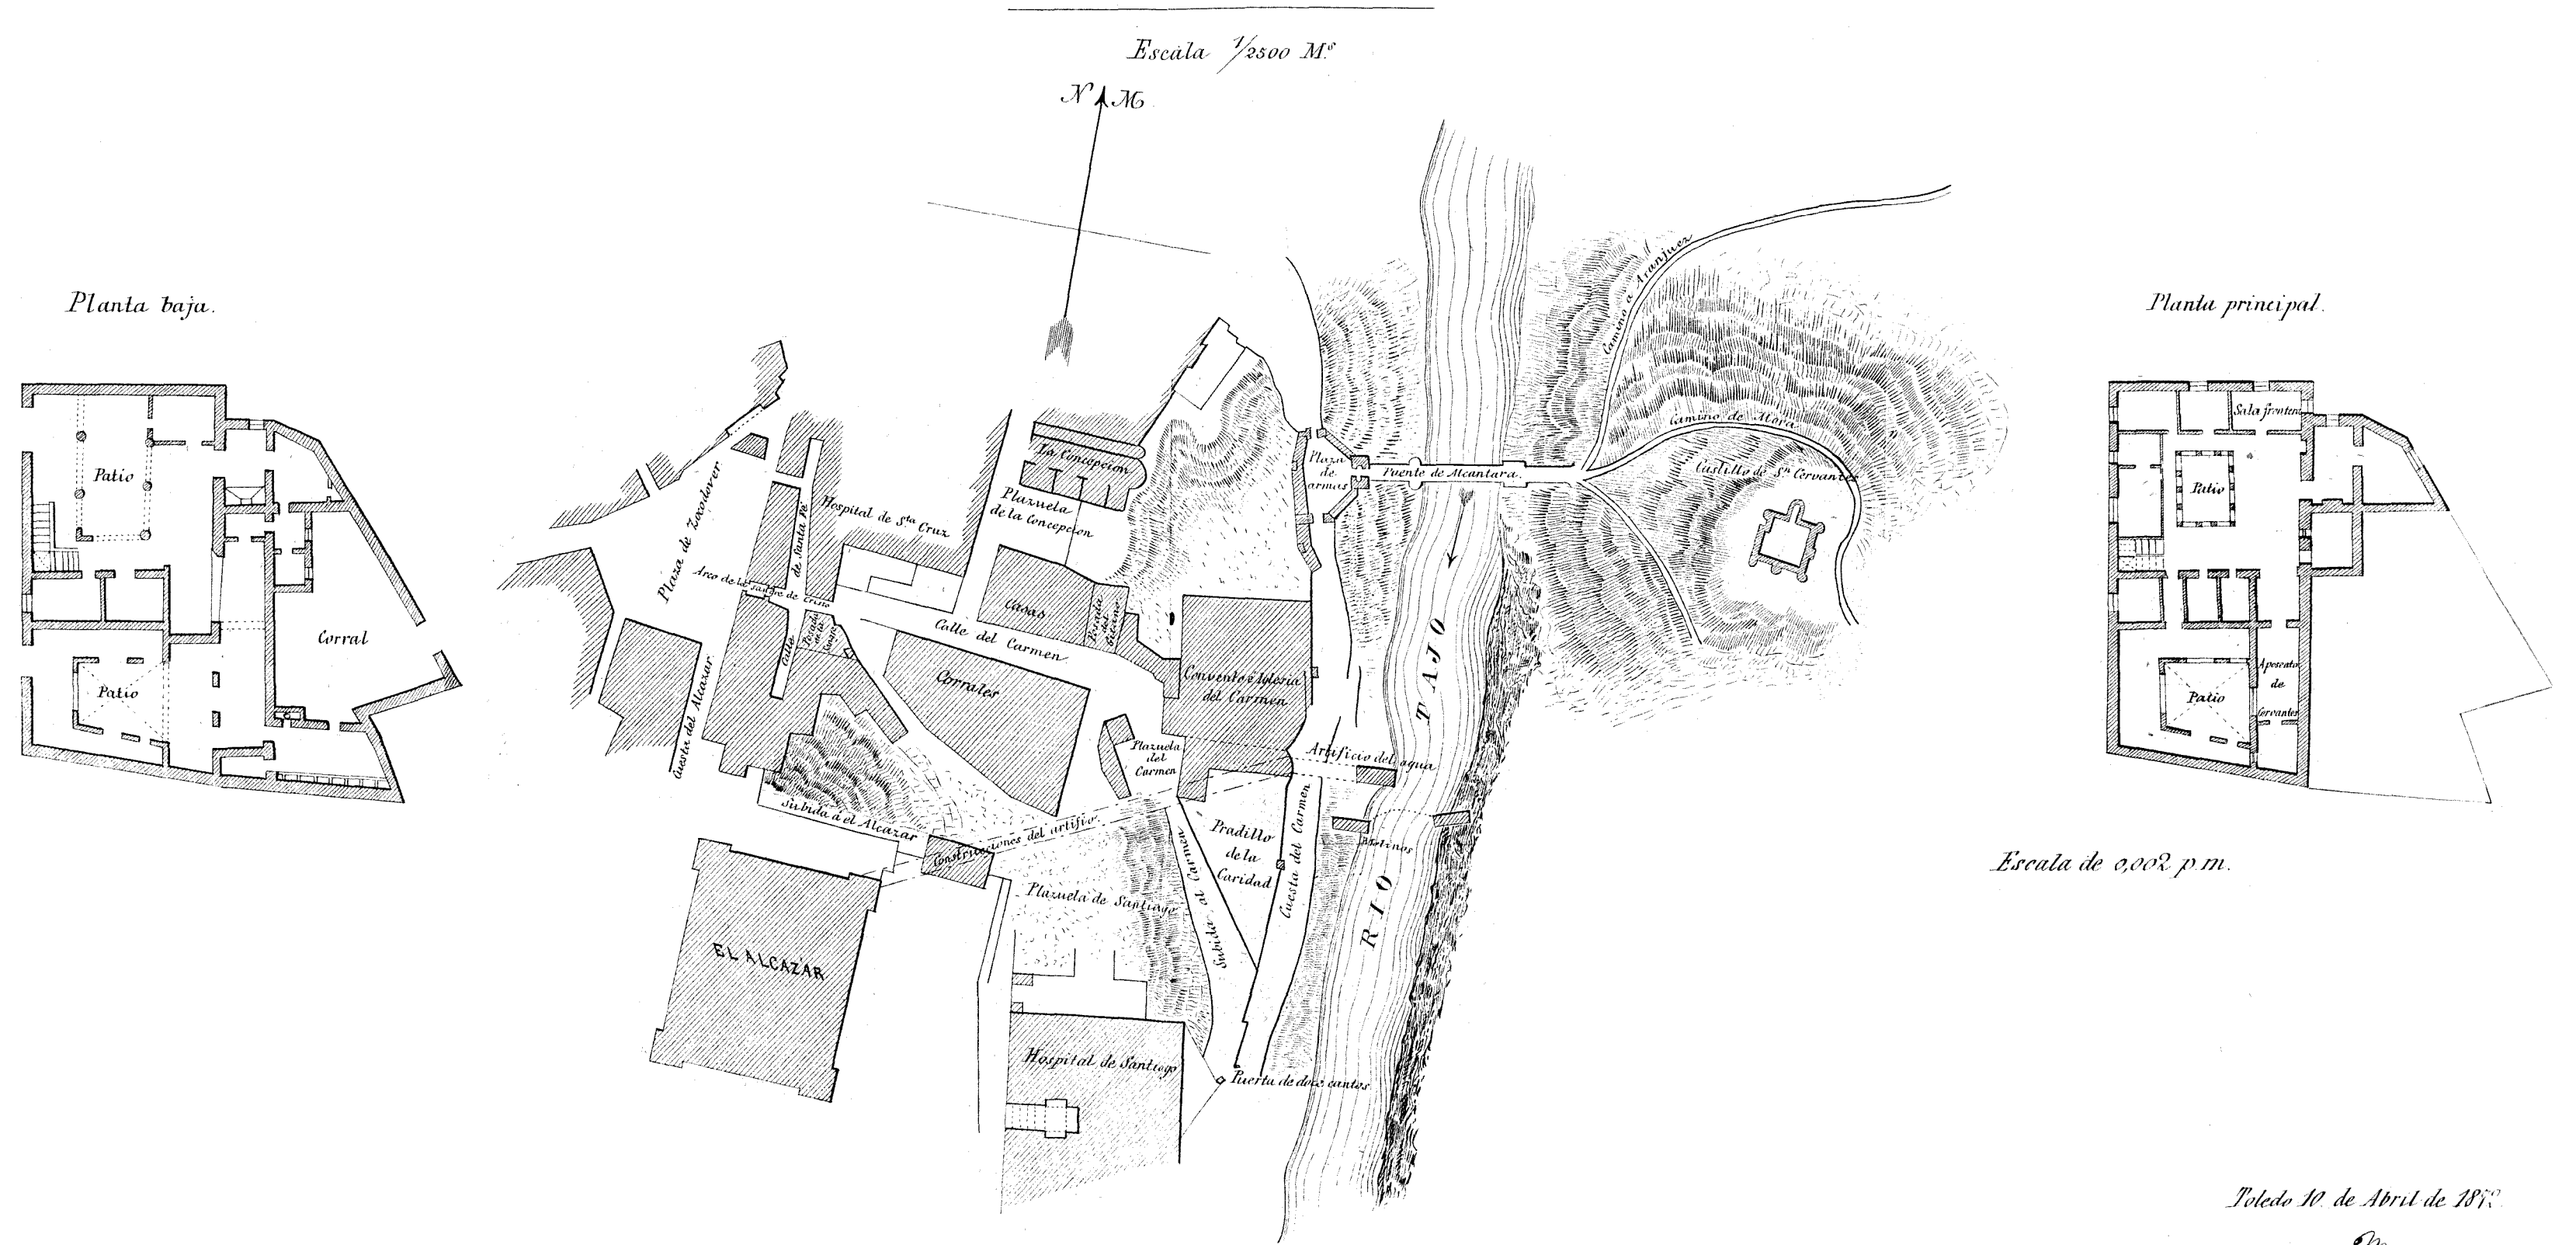 Escala 1/2500 Mº
N M
Planta baja.
Patio
Patio
Corral
Plaza de Zocodover
Arco de la Sangre de Cristo
de Santa Fé
Calle
Hospital de Sta Cruz
La Concepcion
Plazuela
de la Concepcion
Casas
Posada
del
Calle del Carmen
Corrales
Convento é Iglesia
del Carmen
Plazuela
del
Carmen
Cuesta del Alcazar
Subida á el Alcazar
Construcciones del artifio.
EL ALCAZAR
Plazuela de Santiago
Hospital de Santiago
Subida al Carmen
Pradillo
de la
Caridad
Cuesta del Carmen
Puerta de doce cantos
Artificio del agua
Molinos
RIO TAJO
Plaza
de
armas
Puente de Alcantara.
Camino a Aranjuez
Camino de Mora
Castillo de Sn Cervantes
Planta principal.
Sala frontera
Patio
Patio
Aposento
de
Cervantes
Escala de 0,002 p.m.
Toledo 10 de Abril de